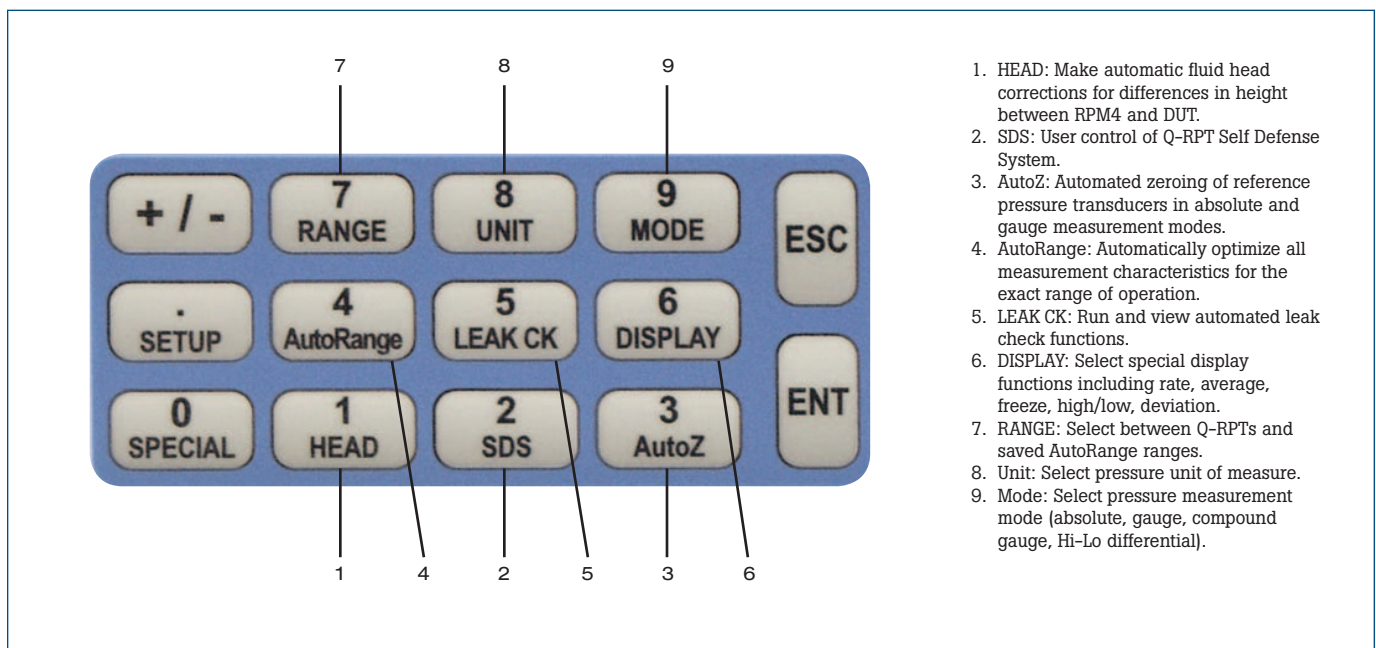 7 8 9
+ / - 7 8 9 ESC
RANGE UNIT MODE
. 4 5 6
SETUP AutoRange LEAK CK DISPLAY
0 1 2 3 ENT
SPECIAL HEAD SDS AutoZ
1 4 2 5 3 6
1. HEAD: Make automatic fluid head
corrections for differences in height
between RPM4 and DUT.
2. SDS: User control of Q-RPT Self Defense
System.
3. AutoZ: Automated zeroing of reference
pressure transducers in absolute and
gauge measurement modes.
4. AutoRange: Automatically optimize all
measurement characteristics for the
exact range of operation.
5. LEAK CK: Run and view automated leak
check functions.
6. DISPLAY: Select special display
functions including rate, average,
freeze, high/low, deviation.
7. RANGE: Select between Q-RPTs and
saved AutoRange ranges.
8. Unit: Select pressure unit of measure.
9. Mode: Select pressure measurement
mode (absolute, gauge, compound
gauge, Hi-Lo differential).